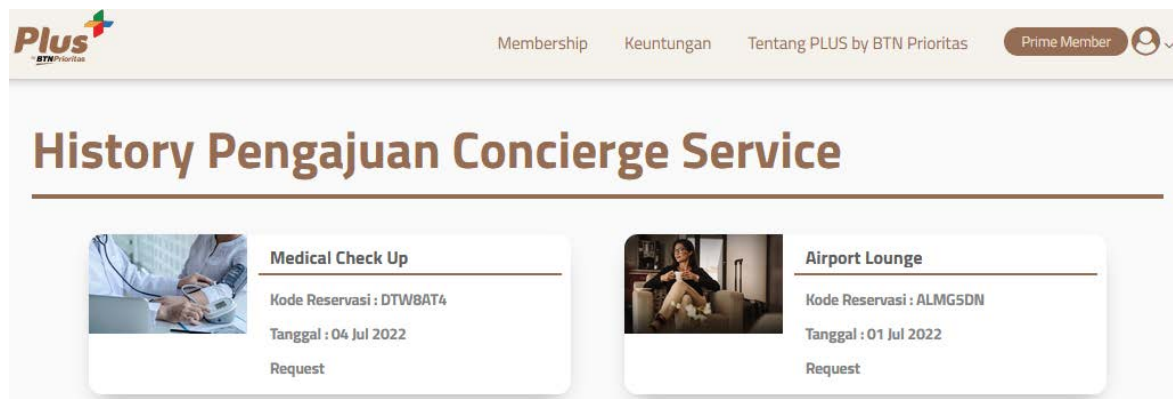 Plus
by BTN Prioritas
Membership Keuntungan Tentang PLUS by BTN Prioritas Prime Member
History Pengajuan Concierge Service
Medical Check Up
Kode Reservasi : DTW8AT4
Tanggal : 04 Jul 2022
Request
Airport Lounge
Kode Reservasi : ALMG5DN
Tanggal : 01 Jul 2022
Request